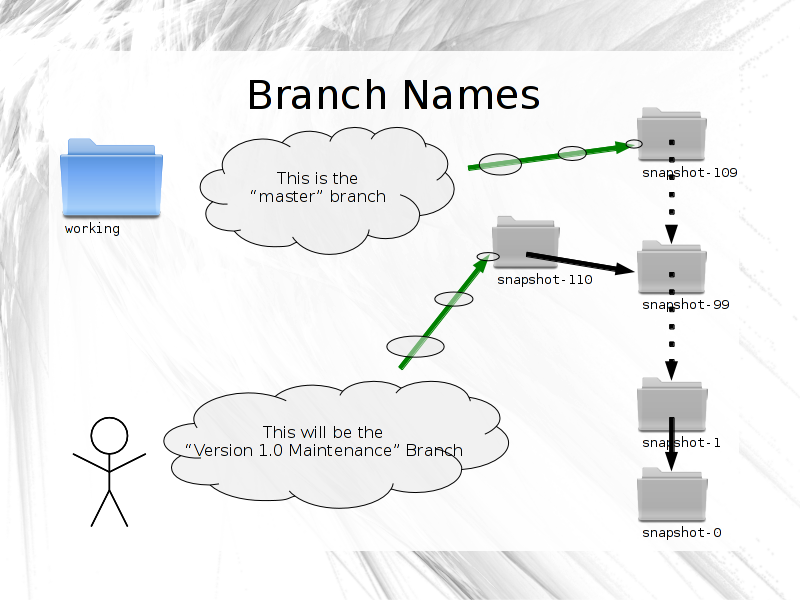 Branch Names
This is the
“master” branch
snapshot-109
working
snapshot-110
snapshot-99
This will be the
“Version 1.0 Maintenance” Branch
snapshot-1
snapshot-0